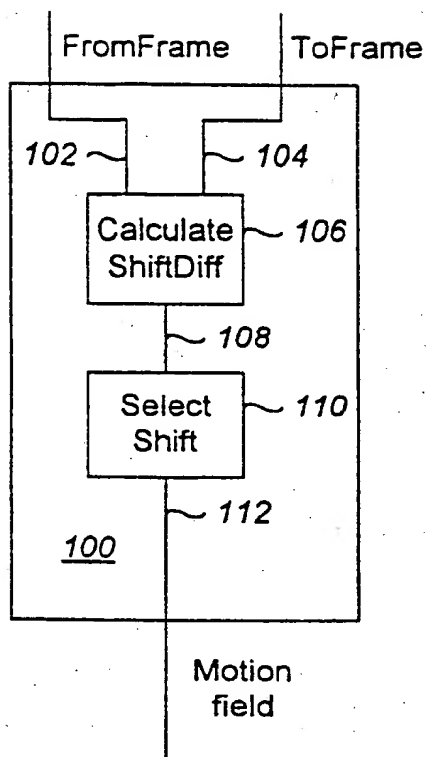 FromFrame
ToFrame
102
104
Calculate
ShiftDiff
106
108
Select
Shift
110
112
100
Motion
field